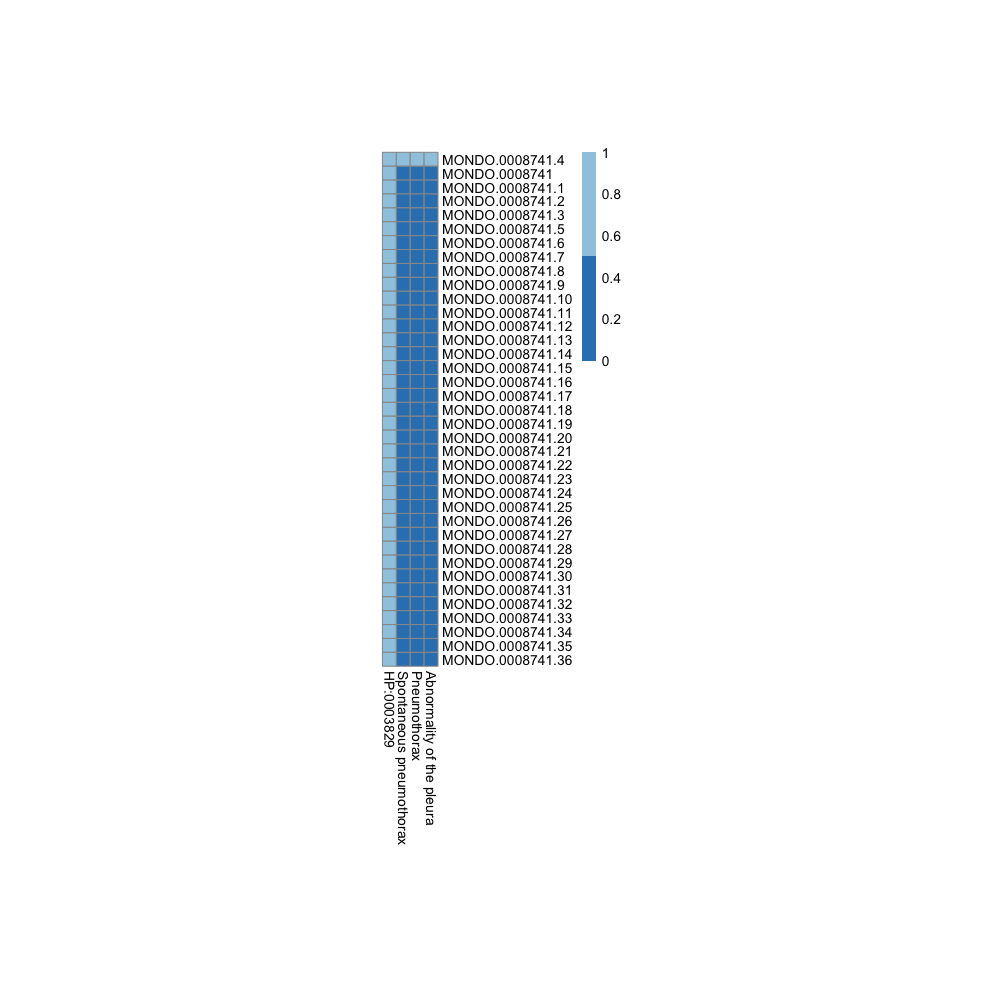 MONDO.0008741.4
MONDO.0008741
MONDO.0008741.1
MONDO.0008741.2
MONDO.0008741.3
MONDO.0008741.5
MONDO.0008741.6
MONDO.0008741.7
MONDO.0008741.8
MONDO.0008741.9
MONDO.0008741.10
MONDO.0008741.11
MONDO.0008741.12
MONDO.0008741.13
MONDO.0008741.14
MONDO.0008741.15
MONDO.0008741.16
MONDO.0008741.17
MONDO.0008741.18
MONDO.0008741.19
MONDO.0008741.20
MONDO.0008741.21
MONDO.0008741.22
MONDO.0008741.23
MONDO.0008741.24
MONDO.0008741.25
MONDO.0008741.26
MONDO.0008741.27
MONDO.0008741.28
MONDO.0008741.29
MONDO.0008741.30
MONDO.0008741.31
MONDO.0008741.32
MONDO.0008741.33
MONDO.0008741.34
MONDO.0008741.35
MONDO.0008741.36
1
0.8
0.6
0.4
0.2
0
HP:0003829
Spontaneous pneumothorax
Pneumothorax
Abnormality of the pleura